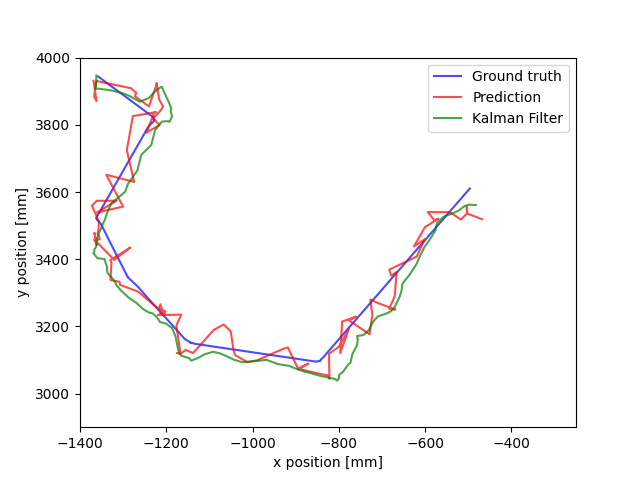 4000
3800
3600
3400
3200
3000
y position [mm]
−1400
−1200
−1000
−800
−600
−400
x position [mm]
Ground truth
Prediction
Kalman Filter